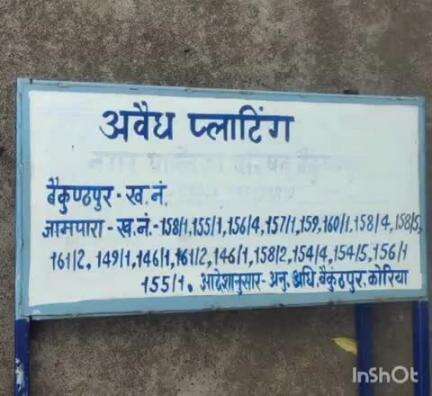 अवैध प्लाटिंग
बैकुण्ठपुर - ख.नं.
जामपारा - ख.नं.-158/1,155/1,156/4,157/1,159,160/1,158/4,158/5,
161/2,149/1,146/1,161/2,146/1,158/2,154/4,154/5,156/1
155/1. आदेशानुसार- अनु.अधि.बैकुंठपुर,कोरिया
InShOt